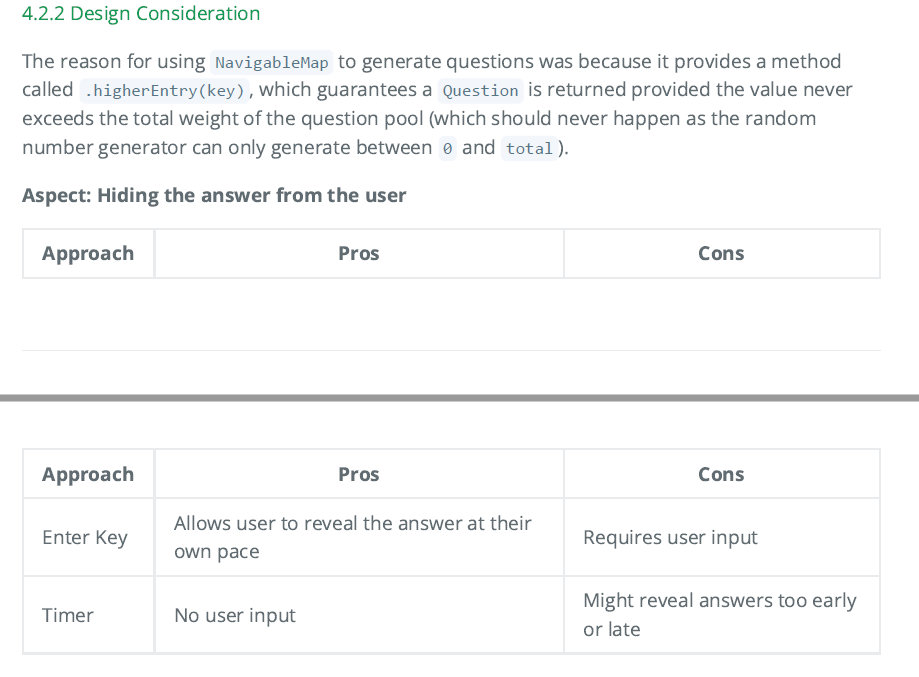 4.2.2 Design Consideration
The reason for using NavigableMap to generate questions was because it provides a method
called .higherEntry(key), which guarantees a Question is returned provided the value never
exceeds the total weight of the question pool (which should never happen as the random
number generator can only generate between 0 and total).
Aspect: Hiding the answer from the user
Approach Pros Cons
Approach Pros Cons
Enter Key Allows user to reveal the answer at their
own pace Requires user input
Timer No user input Might reveal answers too early
or late